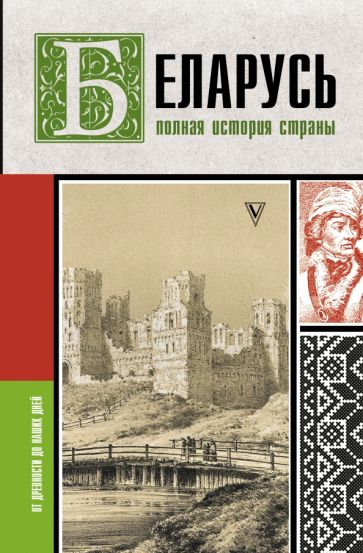 БЕЛАРУСЬ
ПОЛНАЯ ИСТОРИЯ СТРАНЫ
ОТ ДРЕВНОСТИ ДО НАШИХ ДНЕЙ